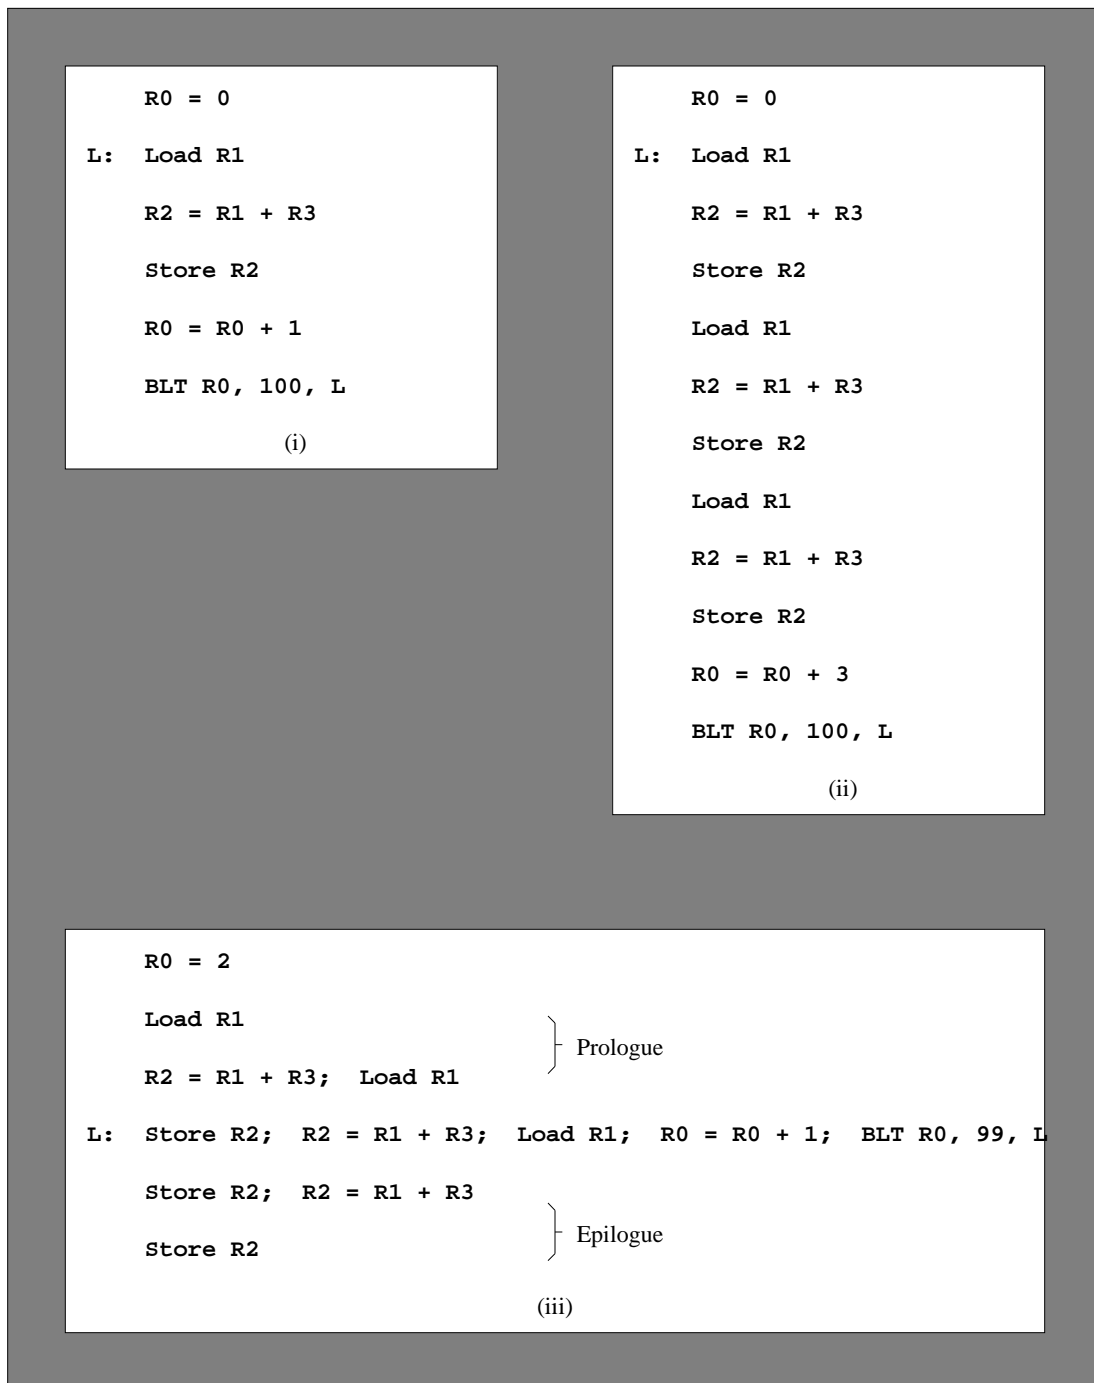 R0 = 0
L: Load R1
R2 = R1 + R3
Store R2
R0 = R0 + 1
BLT R0, 100, L
(i)
R0 = 0
L: Load R1
R2 = R1 + R3
Store R2
Load R1
R2 = R1 + R3
Store R2
Load R1
R2 = R1 + R3
Store R2
R0 = R0 + 3
BLT R0, 100, L
(ii)
R0 = 2
Load R1
Prologue
R2 = R1 + R3; Load R1
L: Store R2; R2 = R1 + R3; Load R1; R0 = R0 + 1; BLT R0, 99, L
Store R2; R2 = R1 + R3
Epilogue
Store R2
(iii)